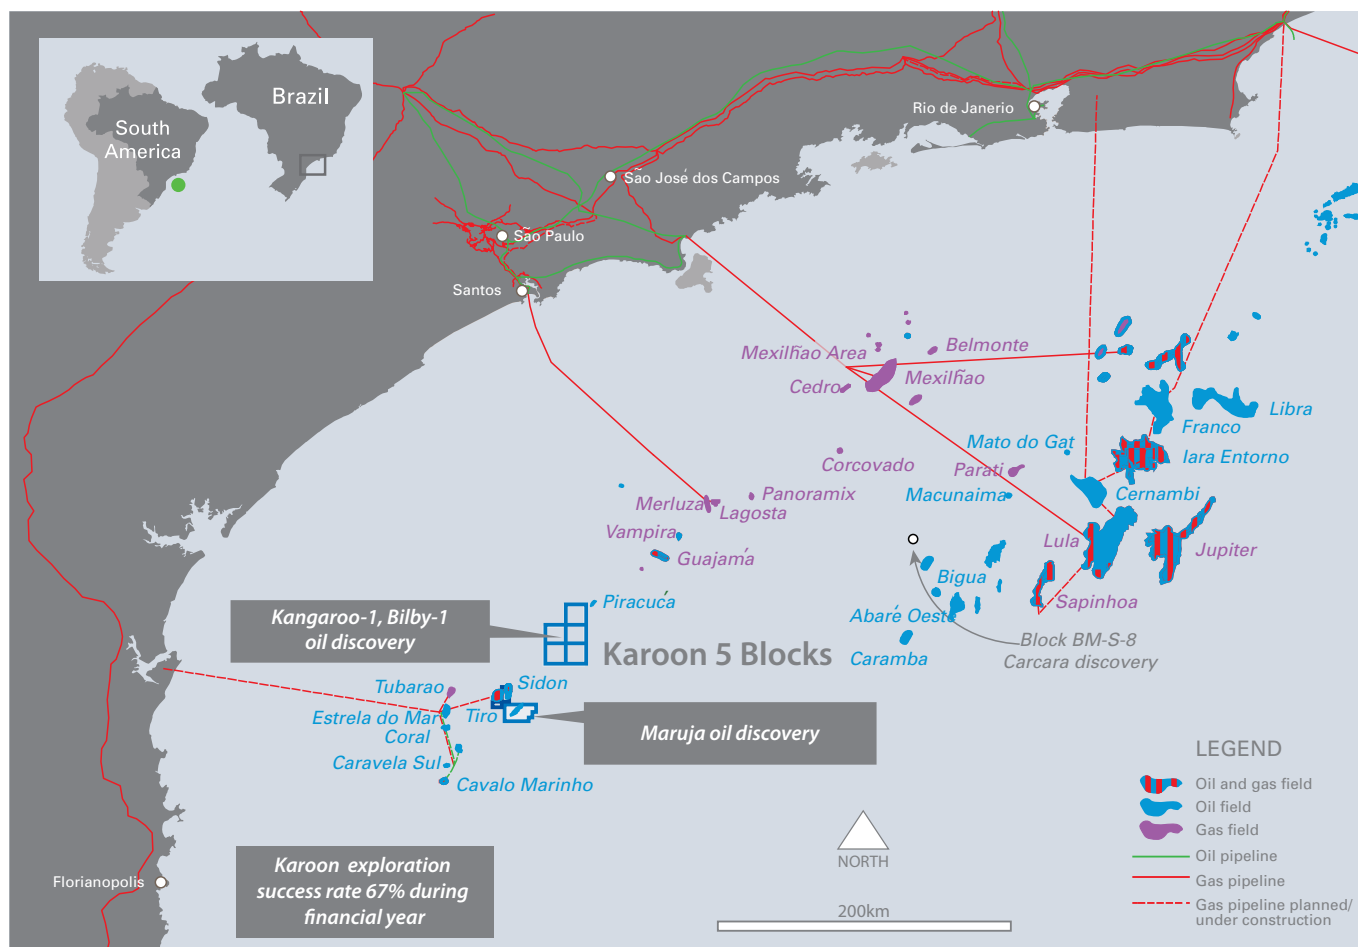 South
America
Brazil
Rio de Janerio
São José dos Campos
São Paulo
Santos
Mexilhao Area
Belmonte
Cedro
Mexilhao
Libra
Franco
Mato do Gat
Iara Entorno
Corcovado
Parati
Panoramix
Macunaima
Cernambi
Merluza
Lagosta
Vampira
Lula
Jupiter
Guajamá
Bigua
Piracucá
Abaré Oeste
Sapinhoa
Kangaroo-1, Bilby-1
oil discovery
Karoon 5 Blocks
Caramba
Block BM-S-8
Carcara discovery
Tubarao
Sidon
Estrela do Mar
Tiro
Coral
Maruja oil discovery
Caravela Sul
Cavalo Marinho
LEGEND
Oil and gas field
Oil field
Gas field
Oil pipeline
Gas pipeline
Gas pipeline planned/
under construction
NORTH
200km
Florianopolis
Karoon exploration
success rate 67% during
financial year